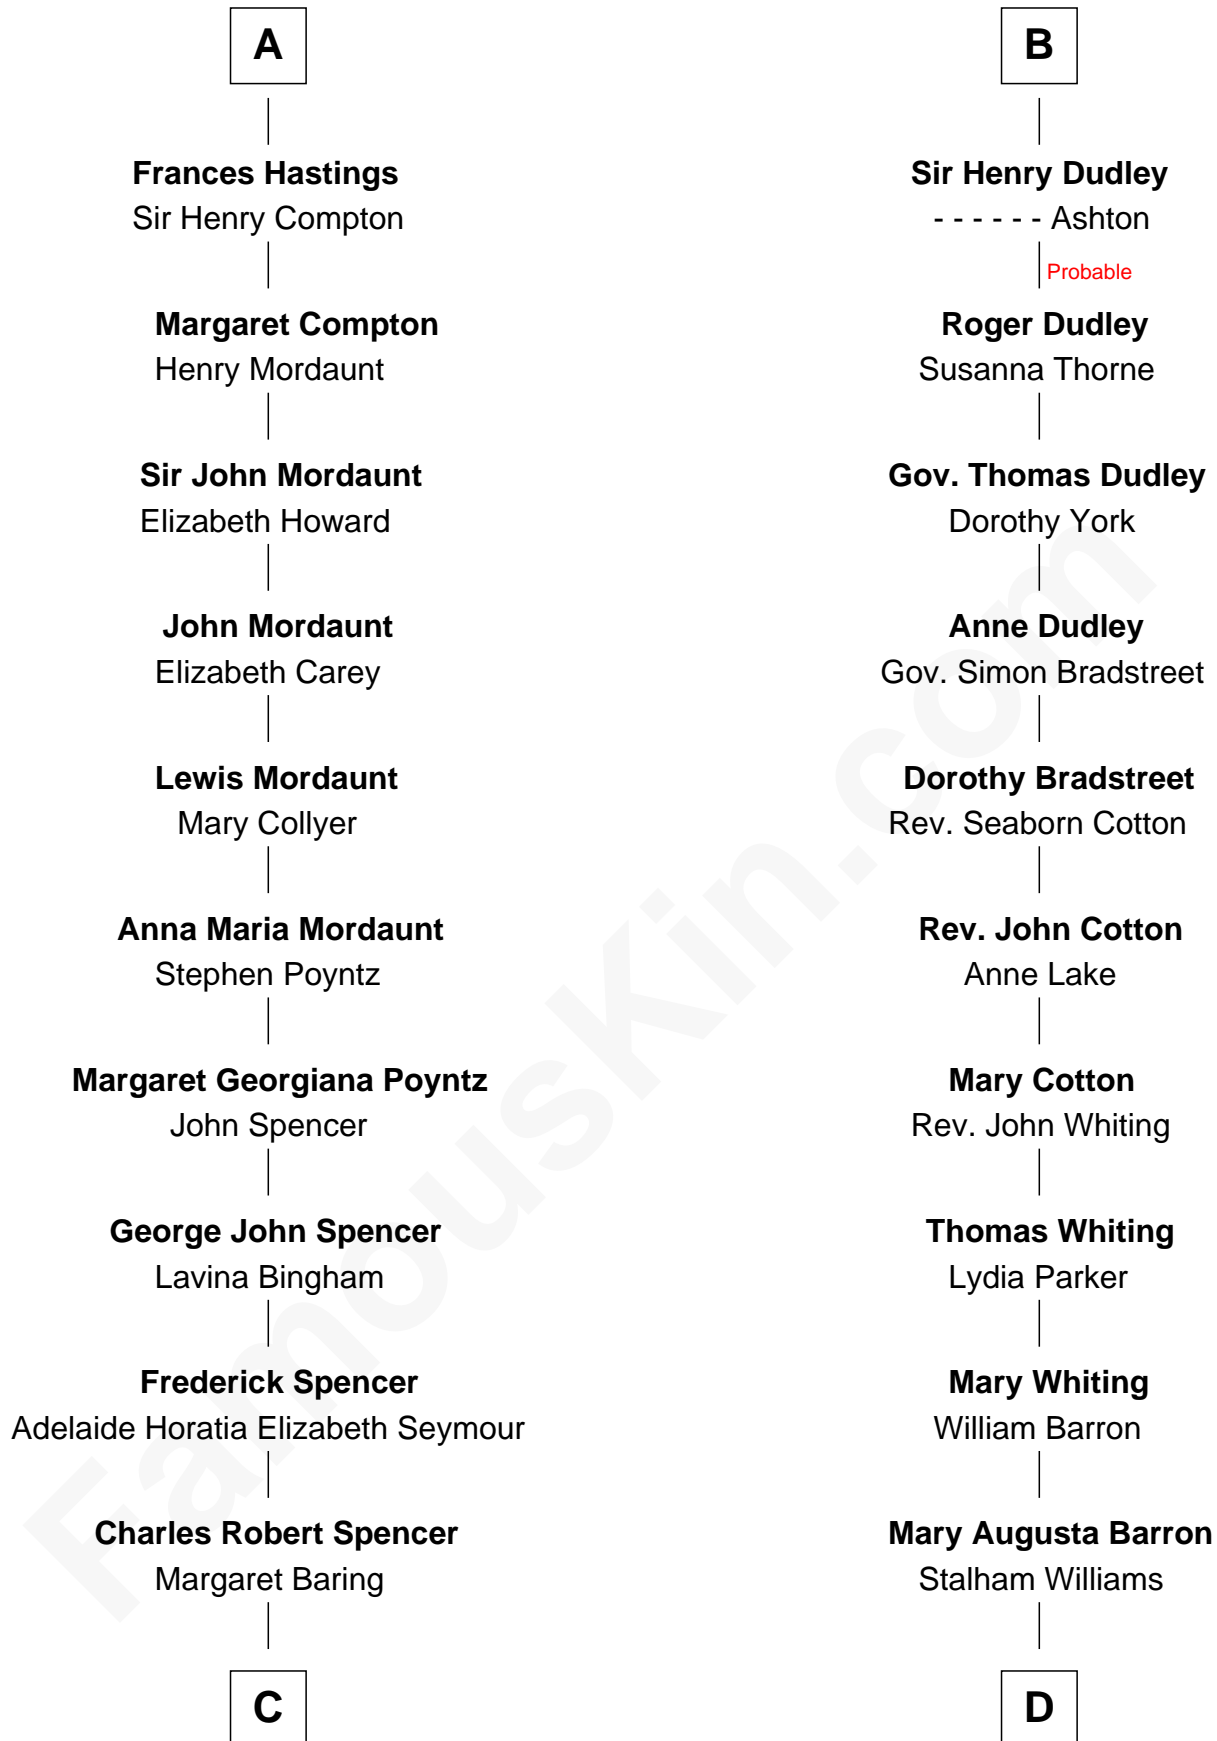 A
Frances Hastings
Sir Henry Compton
Margaret Compton
Henry Mordaunt
Sir John Mordaunt
Elizabeth Howard
John Mordaunt
Elizabeth Carey
Lewis Mordaunt
Mary Collyer
Anna Maria Mordaunt
Stephen Poyntz
Margaret Georgiana Poyntz
John Spencer
George John Spencer
Lavina Bingham
Frederick Spencer
Adelaide Horatia Elizabeth Seymour
Charles Robert Spencer
Margaret Baring
C
B
Sir Henry Dudley
- - - - - - Ashton
Probable
Roger Dudley
Susanna Thorne
Gov. Thomas Dudley
Dorothy York
Anne Dudley
Gov. Simon Bradstreet
Dorothy Bradstreet
Rev. Seaborn Cotton
Rev. John Cotton
Anne Lake
Mary Cotton
Rev. John Whiting
Thomas Whiting
Lydia Parker
Mary Whiting
William Barron
Mary Augusta Barron
Stalham Williams
D
FamousKin.com